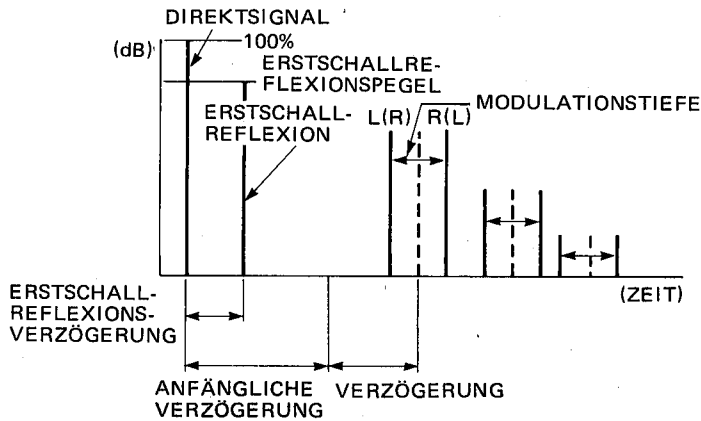 DIREKTSIGNAL
(dB)
100%
ERSTSCHALLRE-
FLEXIONSPEGEL
ERSTSCHALL-
REFLEXION
L(R)
R(L)
MODULATIONSTIEFE
(ZEIT)
ERSTSCHALL-
REFLEXIONS-
VERZÖGERUNG
ANFÄNGLICHE
VERZÖGERUNG
VERZÖGERUNG